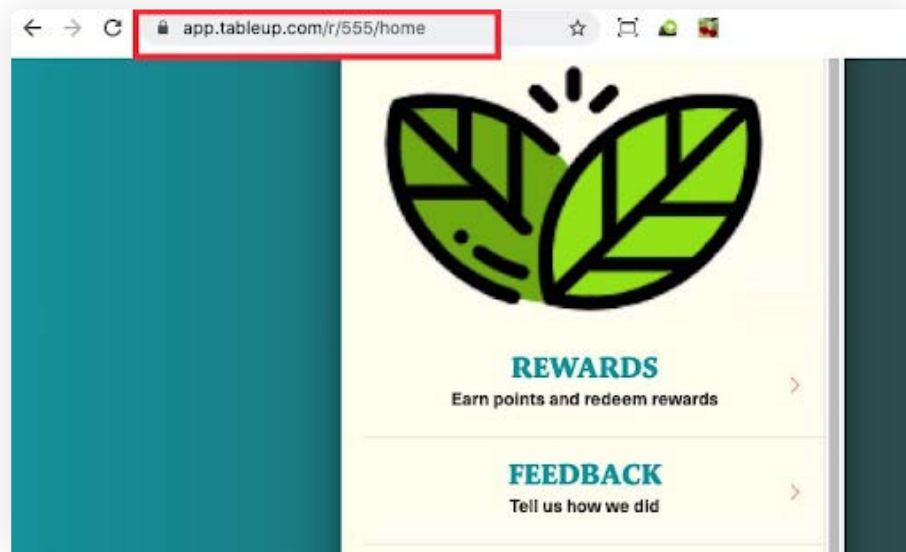 app.tableup.com/r/555/home
REWARDS
Earn points and redeem rewards
FEEDBACK
Tell us how we did